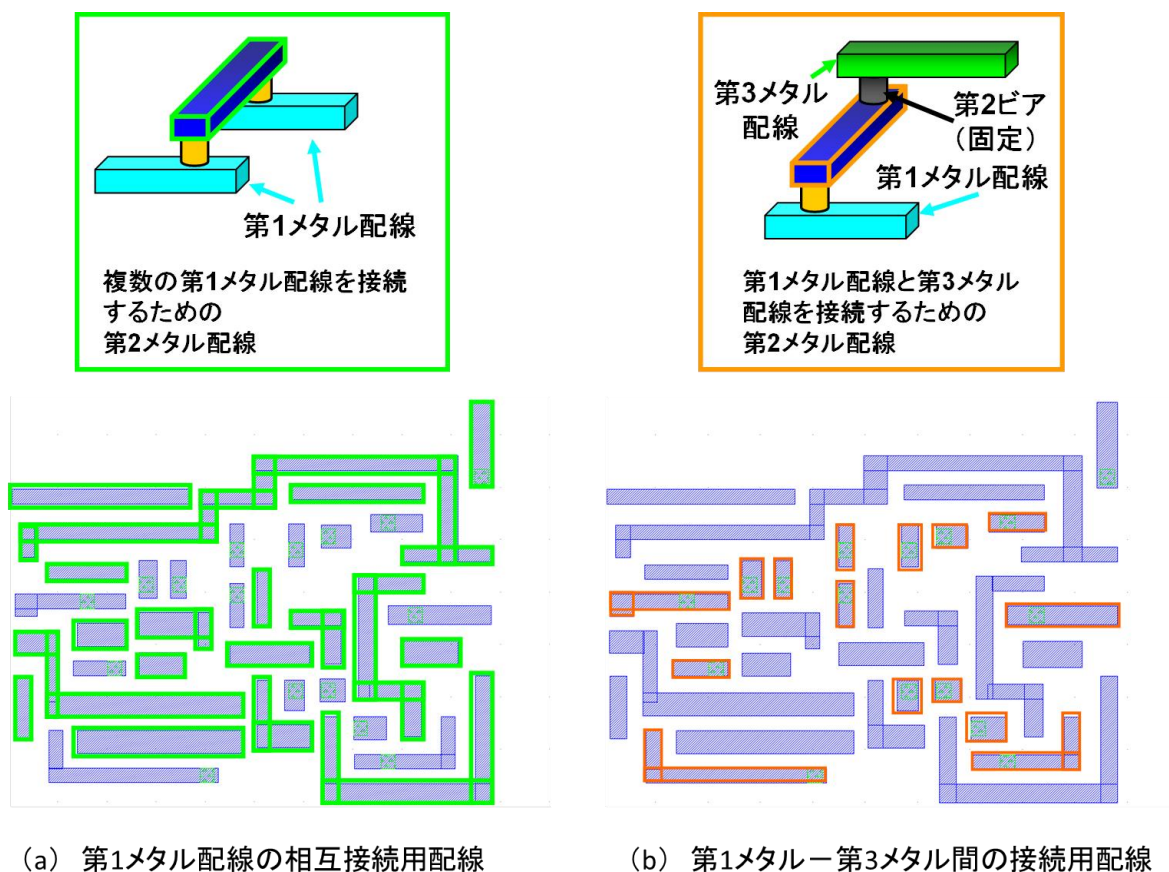 第1メタル配線
複数の第1メタル配線を接続
するための
第2メタル配線
第3メタル
配線
第2ビア
（固定）
第1メタル配線
第1メタル配線と第3メタル
配線を接続するための
第2メタル配線
（a） 第1メタル配線の相互接続用配線
（b） 第1メタルー第3メタル間の接続用配線